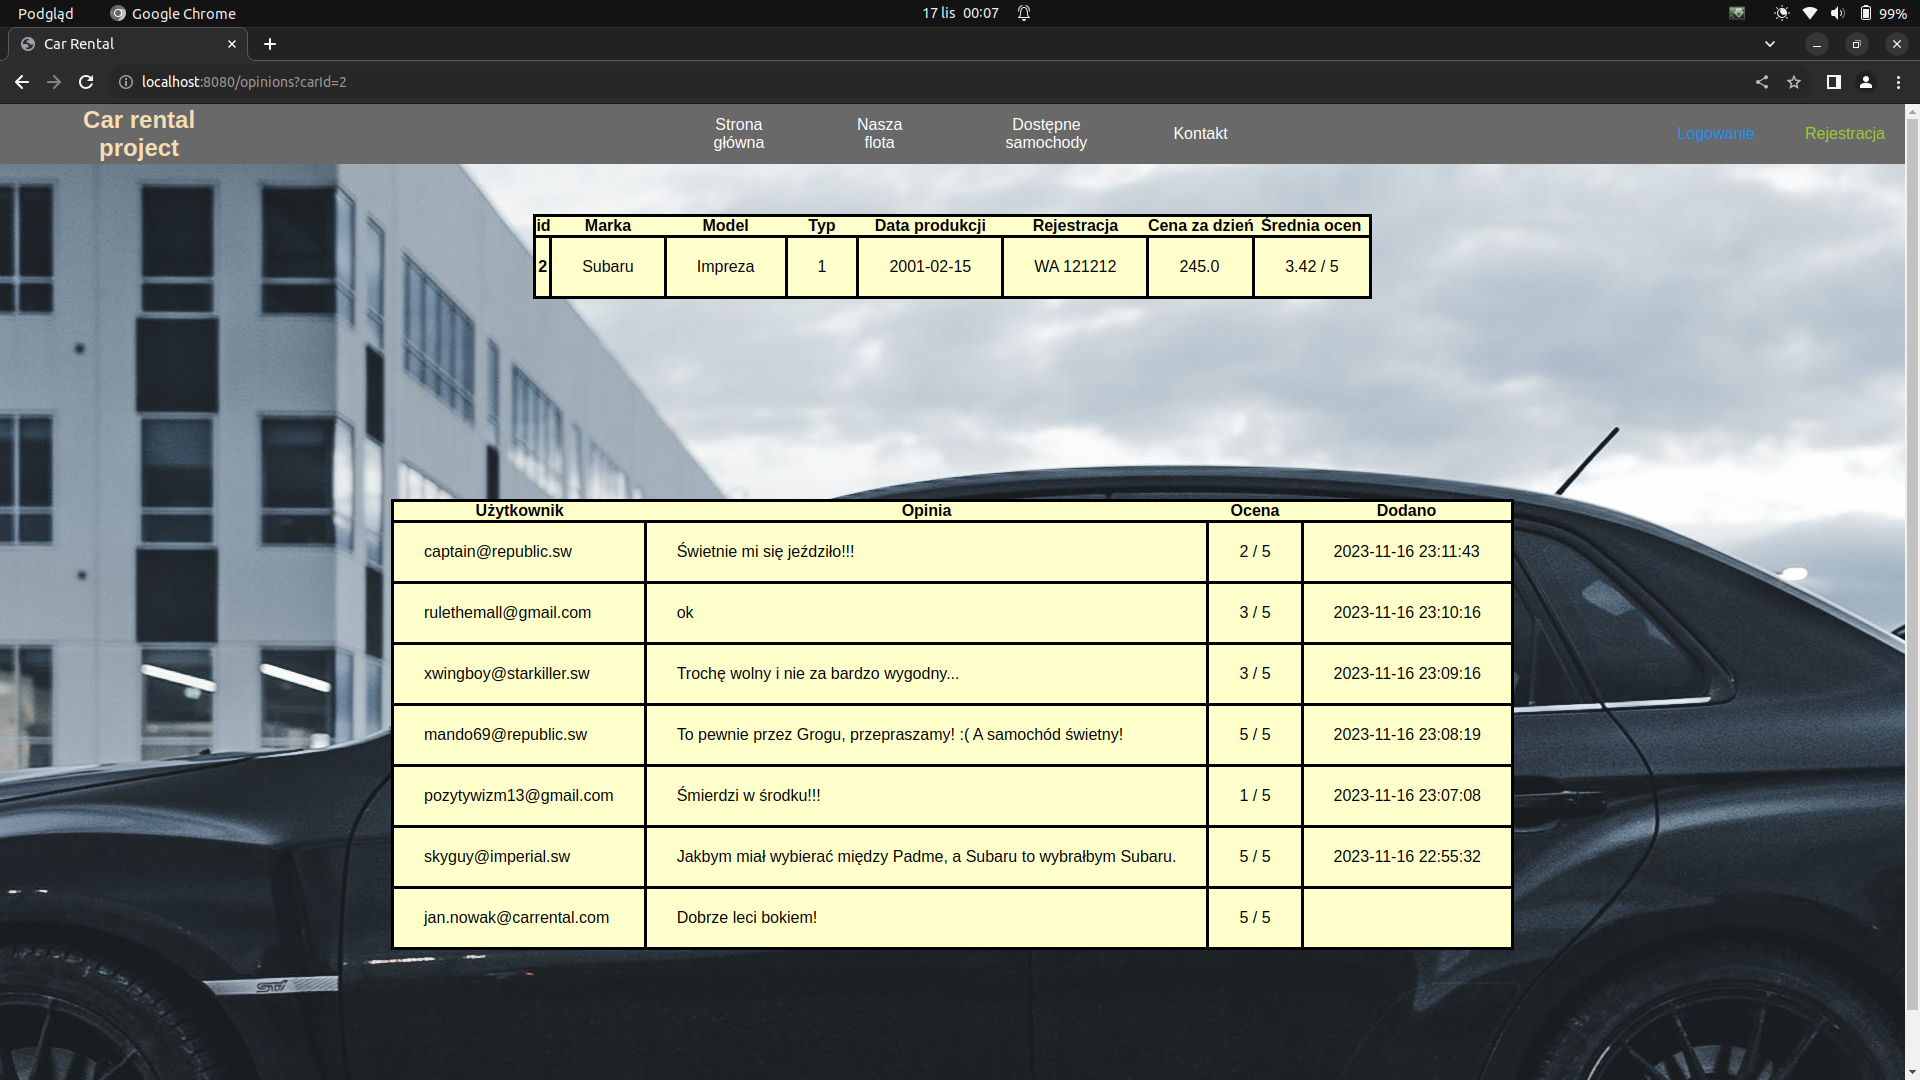 Podgląd Google Chrome 17 lis 00:07 99%
Car Rental
localhost:8080/opinions?carId=2
Car rental
project
Strona
główna
Nasza
flota
Dostępne
samochody
Kontakt
Logowanie
Rejestracja
id Marka Model Typ Data produkcji Rejestracja Cena za dzień Średnia ocen
2 Subaru Impreza 1 2001-02-15 WA 121212 245.0 3.42 / 5
Użytkownik Opinia Ocena Dodano
captain@republic.sw Świetnie mi się jeździło!!! 2 / 5 2023-11-16 23:11:43
rulethemall@gmail.com ok 3 / 5 2023-11-16 23:10:16
xwingboy@starkiller.sw Trochę wolny i nie za bardzo wygodny... 3 / 5 2023-11-16 23:09:16
mando69@republic.sw To pewnie przez Grogu, przepraszamy! :( A samochód świetny! 5 / 5 2023-11-16 23:08:19
pozytywizm13@gmail.com Śmierdzi w środku!!! 1 / 5 2023-11-16 23:07:08
skyguy@imperial.sw Jakbym miał wybierać między Padme, a Subaru to wybrałbym Subaru. 5 / 5 2023-11-16 22:55:32
jan.nowak@carrental.com Dobrze leci bokiem! 5 / 5
STI